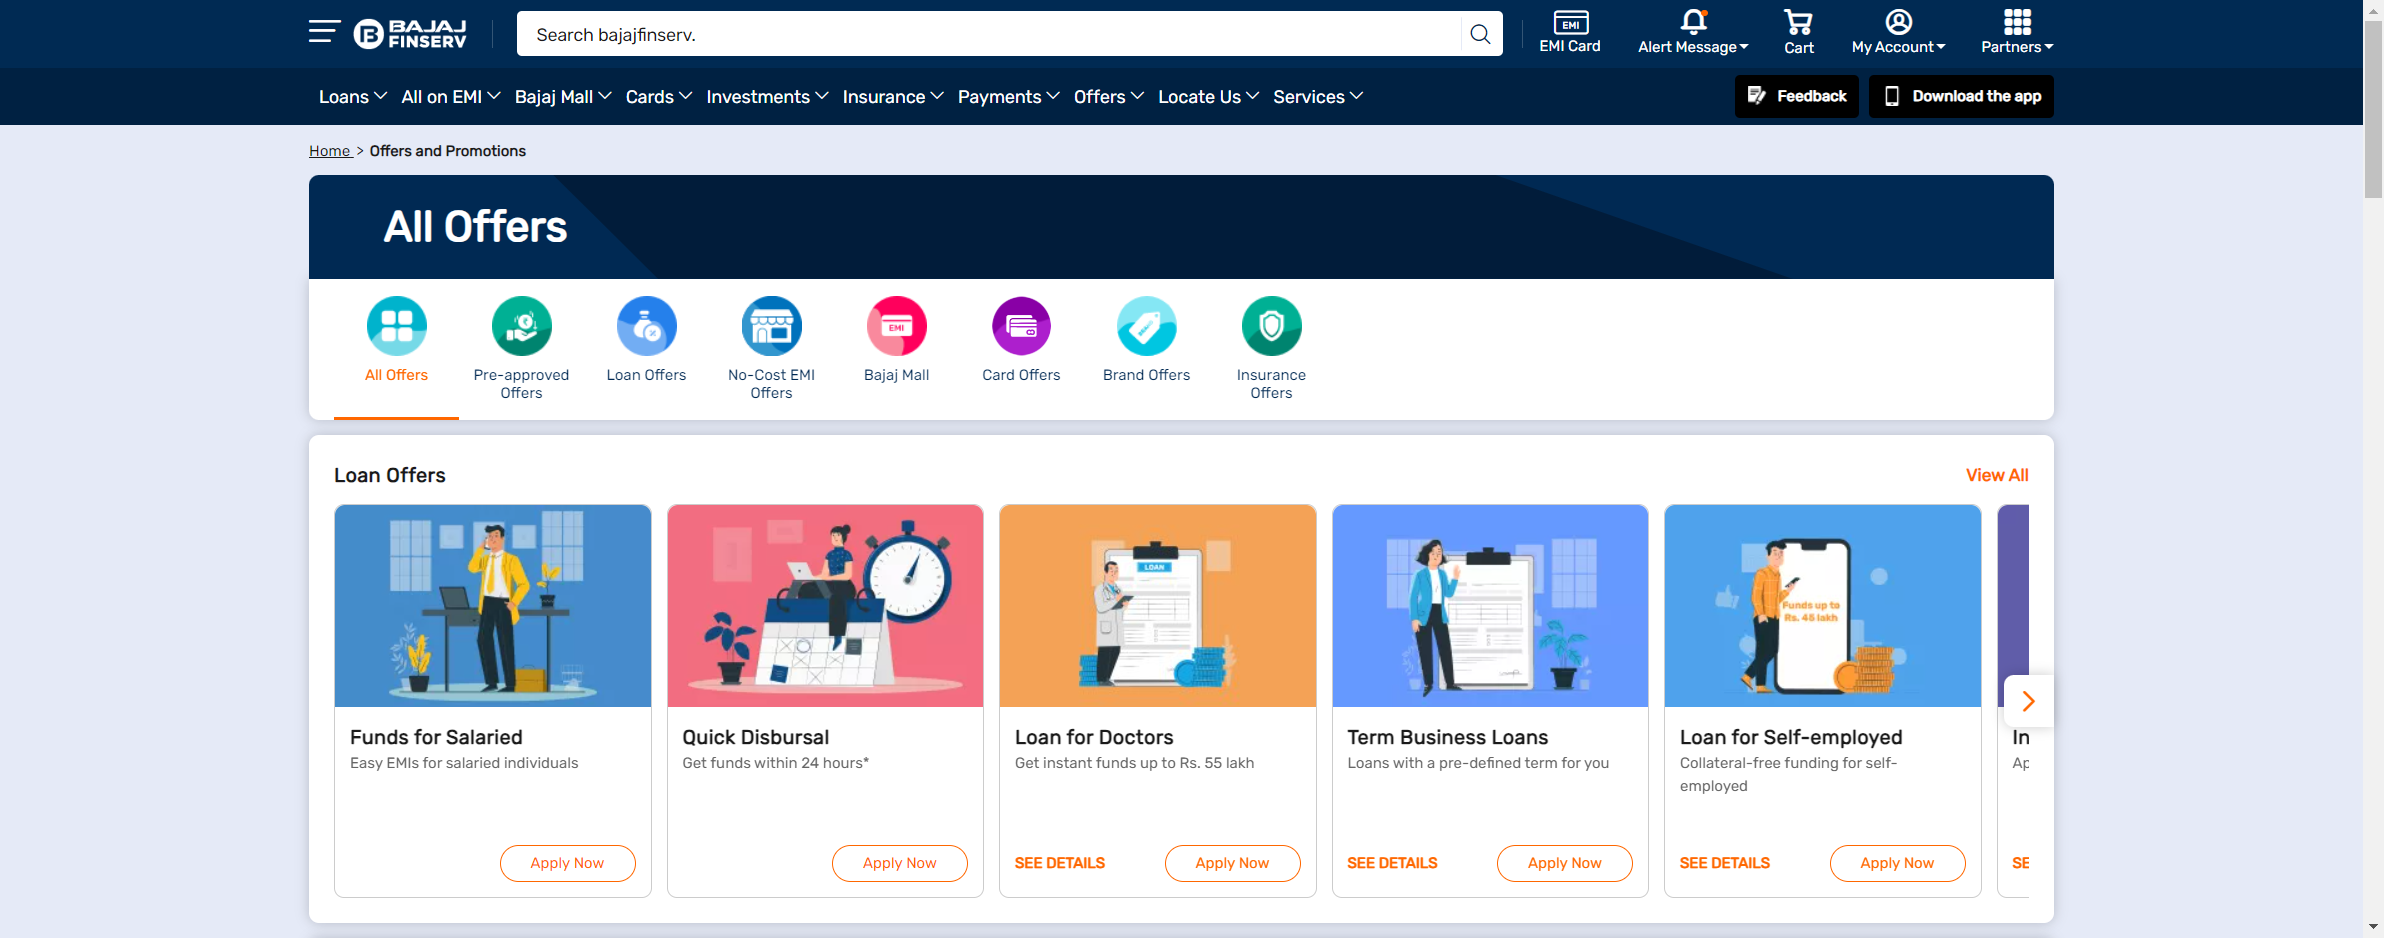 BAJAJ
FINSERV
Search bajajfinserv.
EMI
EMI Card
Alert Message
Cart
My Account
Partners
Loans
All on EMI
Bajaj Mall
Cards
Investments
Insurance
Payments
Offers
Locate Us
Services
Feedback
Download the app
Home > Offers and Promotions
All Offers
EMI
All Offers
Pre-approved
Offers
Loan Offers
No-Cost EMI
Offers
Bajaj Mall
Card Offers
Brand Offers
Insurance
Offers
Loan Offers
View All
LOAN
Funds up to
Rs. 45 lakh
Funds for Salaried
Easy EMIs for salaried individuals
Apply Now
Quick Disbursal
Get funds within 24 hours*
Apply Now
Loan for Doctors
Get instant funds up to Rs. 55 lakh
SEE DETAILS
Apply Now
Term Business Loans
Loans with a pre-defined term for you
SEE DETAILS
Apply Now
Loan for Self-employed
Collateral-free funding for self-
employed
SEE DETAILS
Apply Now
In
Ap
SE